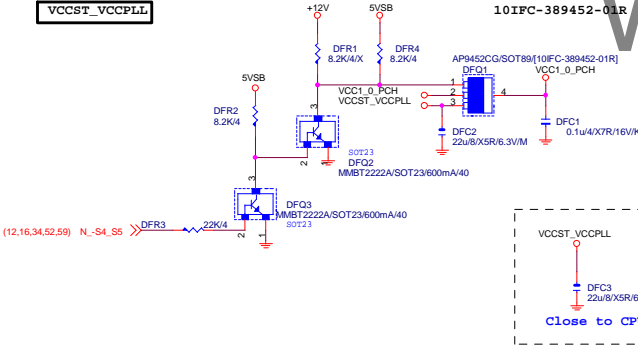 VCCST_VCCPLL
+12V
5VSB
10IFC-389452-01R
DFR1
8.2K/4/X
DFR4
8.2K/4
AP9452CG/SOT89/[10IFC-389452-01R]
DFQ1
VCC1_0_PCH
5VSB
VCC1_0_PCH
VCCST_VCCPLL
1
2
3
4
DFR2
8.2K/4
3
DFC2
22u/8/X5R/6.3V/M
DFC1
0.1u/4/X7R/16V/K
2
1
SOT23
DFQ2
MMBT2222A/SOT23/600mA/40
3
DFQ3
MMBT2222A/SOT23/600mA/40
SOT23
2
1
(12,16,34,52,59) N_-S4_S5
DFR3
22K/4
VCCST_VCCPLL
DFC3
22u/8/X5R/6
Close to CP